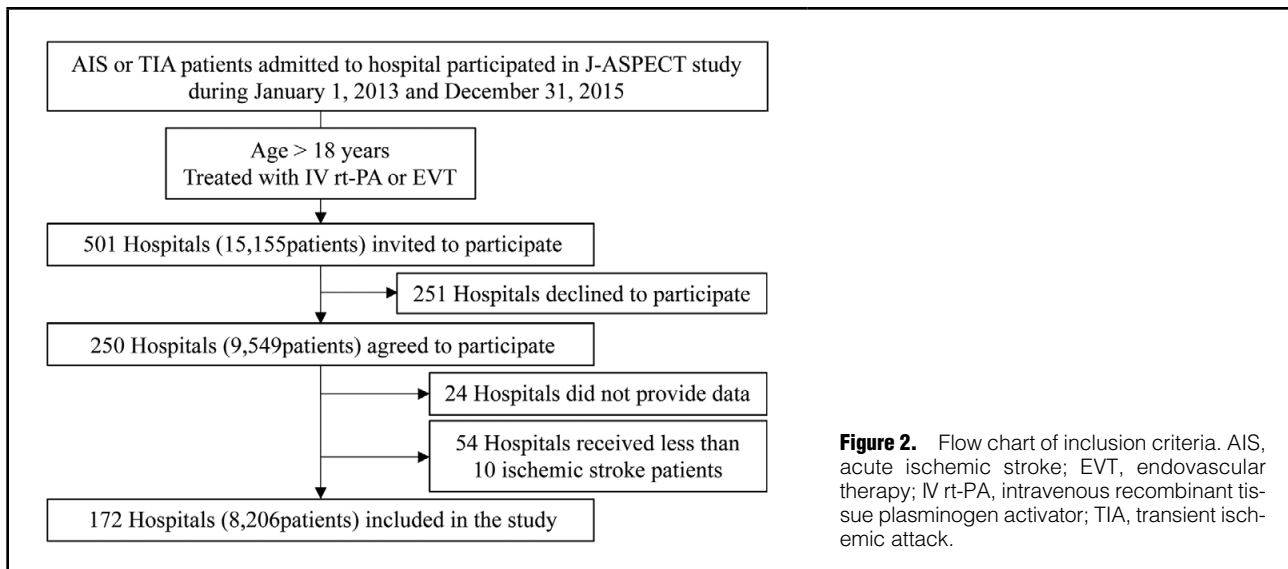 AIS or TIA patients admitted to hospital participated in J-ASPECT study
during January 1, 2013 and December 31, 2015
Age > 18 years
Treated with IV rt-PA or EVT
501 Hospitals (15,155patients) invited to participate
251 Hospitals declined to participate
250 Hospitals (9,549patients) agreed to participate
24 Hospitals did not provide data
54 Hospitals received less than
10 ischemic stroke patients
172 Hospitals (8,206patients) included in the study
Figure 2. Flow chart of inclusion criteria. AIS,
acute ischemic stroke; EVT, endovascular
therapy; IV rt-PA, intravenous recombinant tis-
sue plasminogen activator; TIA, transient isch-
emic attack.